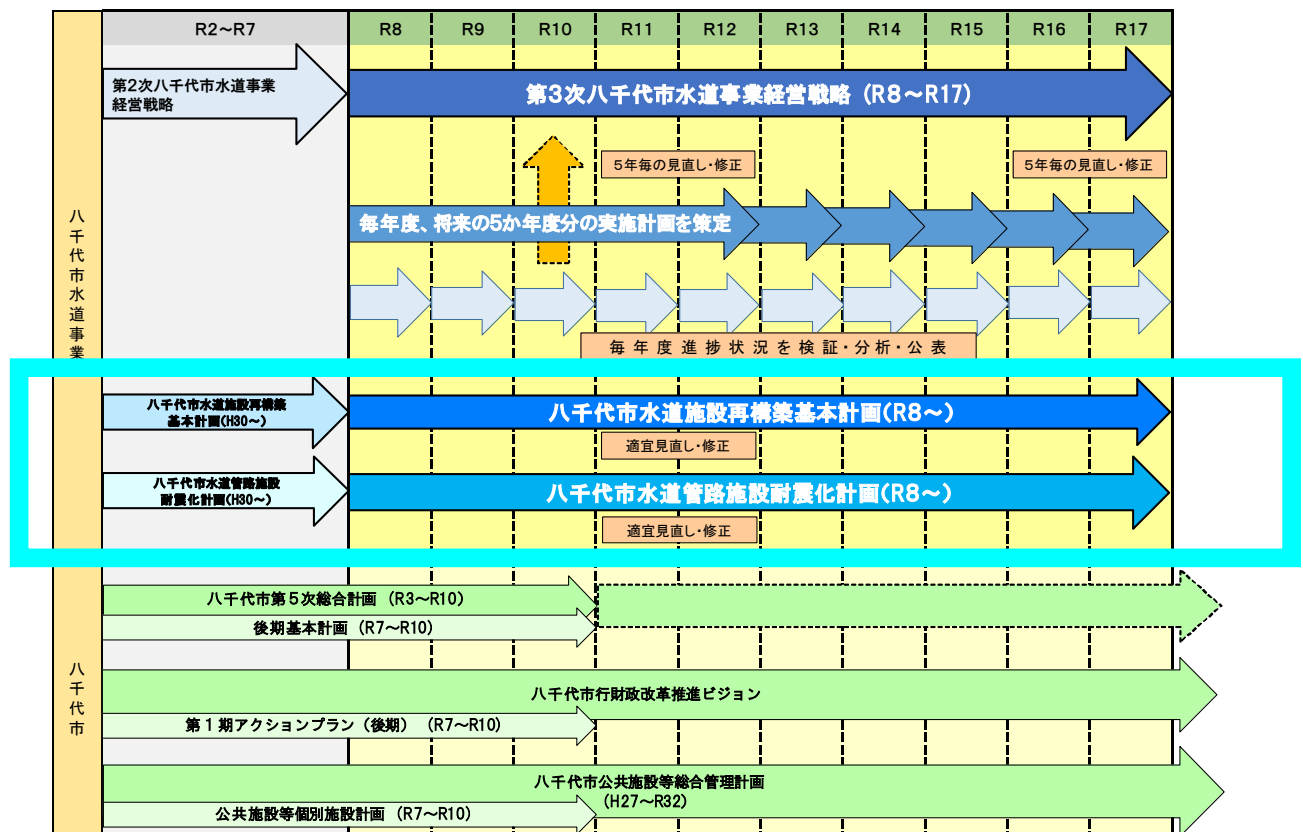 R2～R7
R8
R9
R10
R11
R12
R13
R14
R15
R16
R17
八千代市水道事業
第2次八千代市水道事業
経営戦略
第3次八千代市水道事業経営戦略（R8～R17）
5年毎の見直し・修正
5年毎の見直し・修正
毎年度、将来の5か年度分の実施計画を策定
毎年度進捗状況を検証・分析・公表
八千代市水道施設再構築
基本計画(H30～)
八千代市水道施設再構築基本計画(R8～)
適宜見直し・修正
八千代市水道管路施設
耐震化計画(H30～)
八千代市水道管路施設耐震化計画(R8～)
適宜見直し・修正
八千代市
八千代市第５次総合計画（R3～R10）
後期基本計画（R7～R10）
八千代市行財政改革推進ビジョン
第１期アクションプラン（後期）（R7～R10）
八千代市公共施設等総合管理計画
（H27～R32）
公共施設等個別施設計画（R7～R10）